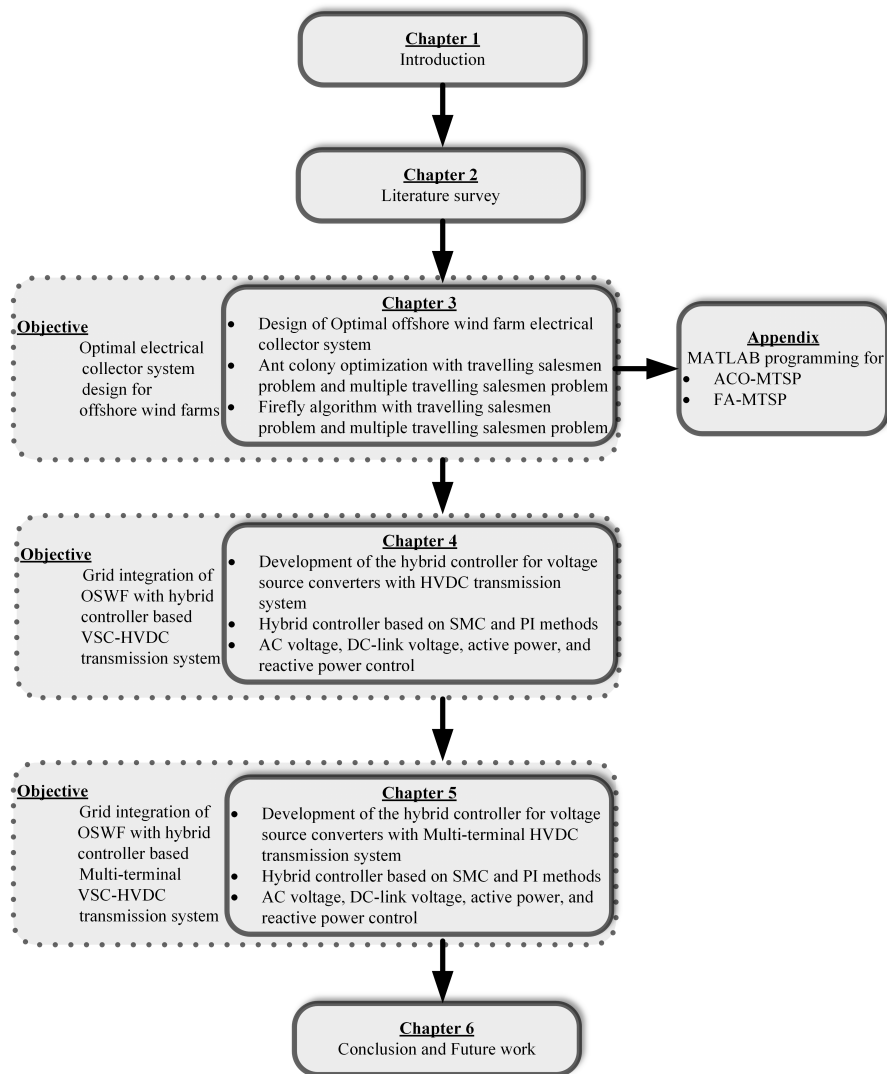 Chapter 1
Introduction
Chapter 2
Literature survey
Objective
Optimal electrical
collector system
design for
offshore wind farms
Chapter 3
• Design of Optimal offshore wind farm electrical
collector system
• Ant colony optimization with travelling salesmen
problem and multiple travelling salesmen problem
• Firefly algorithm with travelling salesmen
problem and multiple travelling salesmen problem
Appendix
MATLAB programming for
• ACO-MTSP
• FA-MTSP
Objective
Grid integration of
OSWF with hybrid
controller based
VSC-HVDC
transmission system
Chapter 4
• Development of the hybrid controller for voltage
source converters with HVDC transmission
system
• Hybrid controller based on SMC and PI methods
• AC voltage, DC-link voltage, active power, and
reactive power control
Objective
Grid integration of
OSWF with hybrid
controller based
Multi-terminal
VSC-HVDC
transmission system
Chapter 5
• Development of the hybrid controller for voltage
source converters with Multi-terminal HVDC
transmission system
• Hybrid controller based on SMC and PI methods
• AC voltage, DC-link voltage, active power, and
reactive power control
Chapter 6
Conclusion and Future work